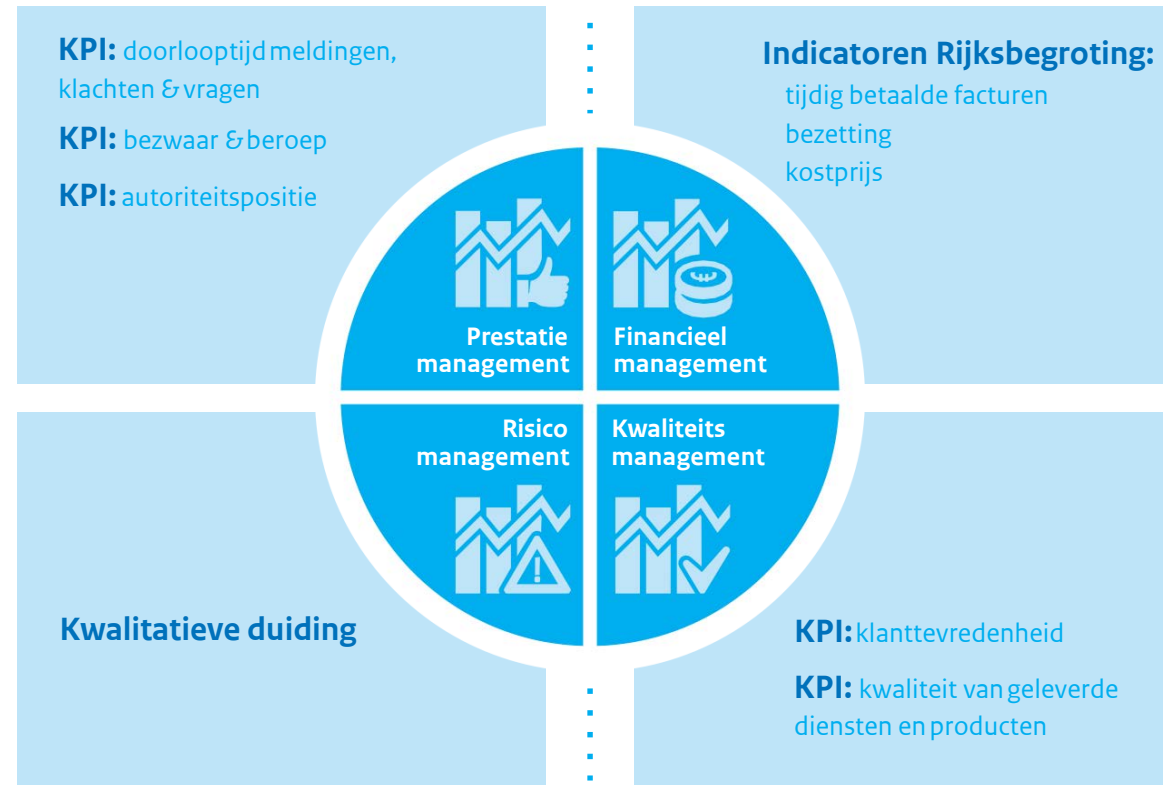 KPI: doorlooptijd meldingen,
klachten & vragen
KPI: bezwaar & beroep
KPI: autoriteitspositie
Indicatoren Rijksbegroting:
tijdig betaalde facturen
bezetting
kostprijs
Prestatie
management
Financieel
management
Risico
management
Kwaliteits
management
Kwalitatieve duiding
KPI: klanttevredenheid
KPI: kwaliteit van geleverde
diensten en producten